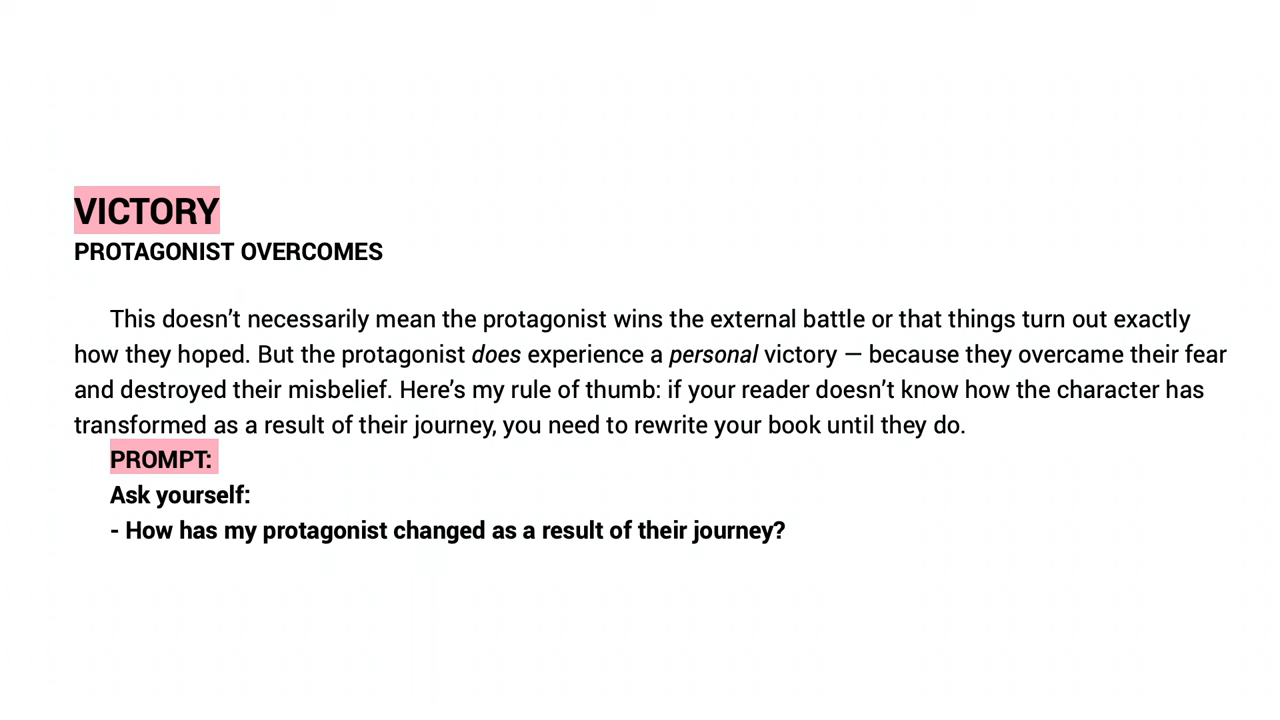 VICTORY
PROTAGONIST OVERCOMES
This doesn’t necessarily mean the protagonist wins the external battle or that things turn out exactly
how they hoped. But the protagonist does experience a personal victory — because they overcame their fear
and destroyed their misbelief. Here’s my rule of thumb: if your reader doesn’t know how the character has
transformed as a result of their journey, you need to rewrite your book until they do.
PROMPT:
Ask yourself:
- How has my protagonist changed as a result of their journey?